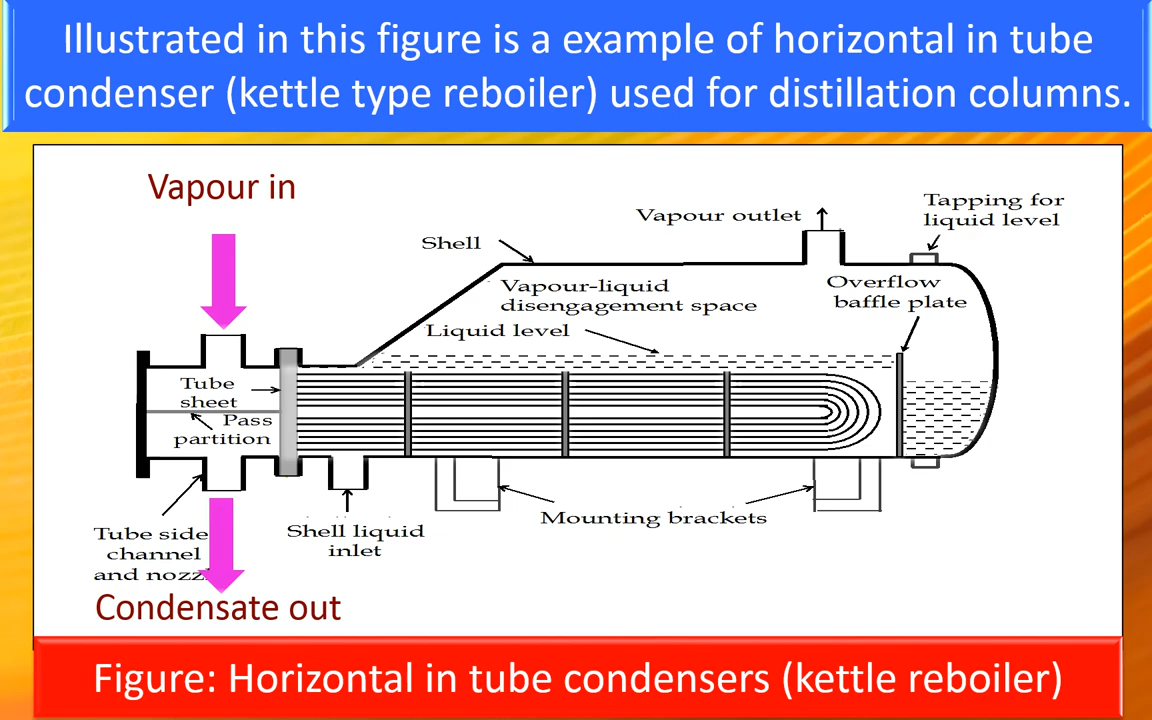 Illustrated in this figure is a example of horizontal in tube
condenser (kettle type reboiler) used for distillation columns.
Vapour in
Vapour outlet
Tapping for
liquid level
Shell
Vapour-liquid
disengagement space
Overflow
baffle plate
Liquid level
Tube
sheet
Pass
partition
Tube side
channel
and nozz
Shell liquid
inlet
Mounting brackets
Condensate out
Figure: Horizontal in tube condensers (kettle reboiler)